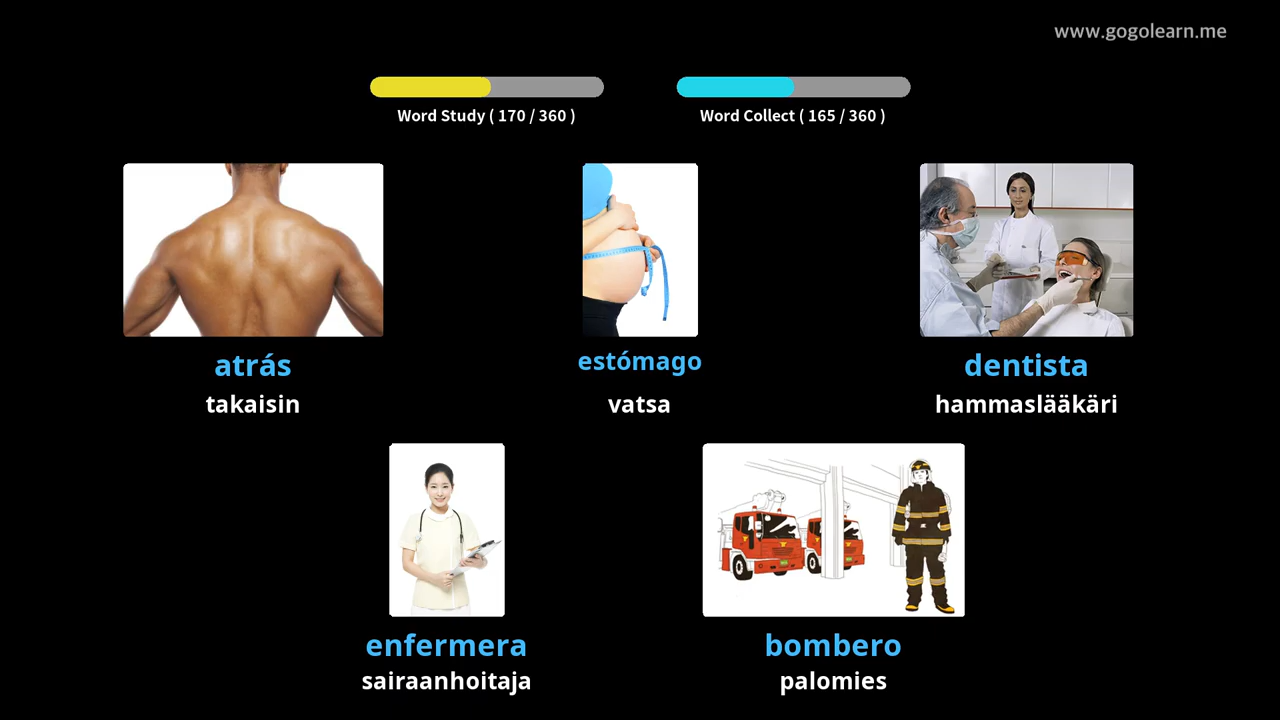 www.gogolearn.me
Word Study ( 170 / 360 )
Word Collect ( 165 / 360 )
atrás
takaisin
estómago
vatsa
dentista
hammaslääkäri
enfermera
sairaanhoitaja
bombero
palomies